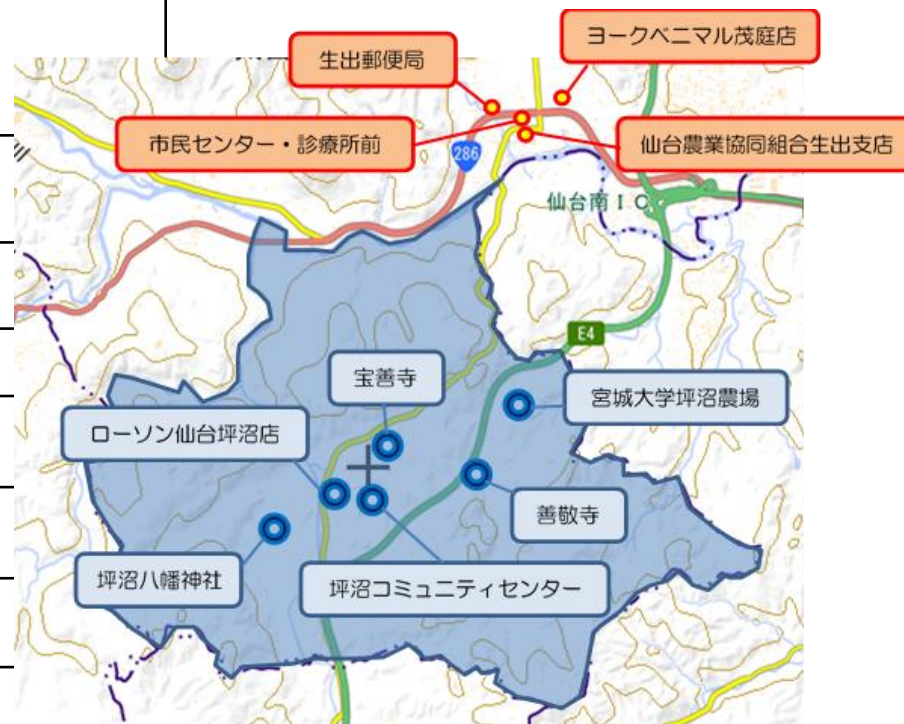 ヨークベニマル茂庭店
生出郵便局
市民センター・診療所前
仙台農業協同組合生出支店
286
仙台南IC
E4
宝善寺
宮城大学坪沼農場
ローソン仙台坪沼店
善敬寺
坪沼八幡神社
坪沼コミュニティセンター